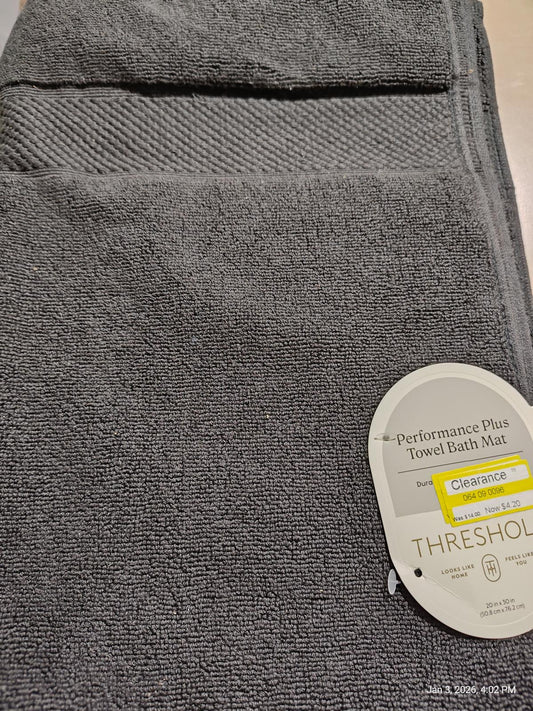 Performance Plus
Towel Bath Mat
Dura
Clearance
064 09 0096
Was $14.00 Now $4.20
THRESHOL
LOOKS LIKE
HOME
FEELS LIKE
YOU
20 in x 30 in
(50.8 cm x 76.2 cm)
Jan 3, 2026, 4:02 PM